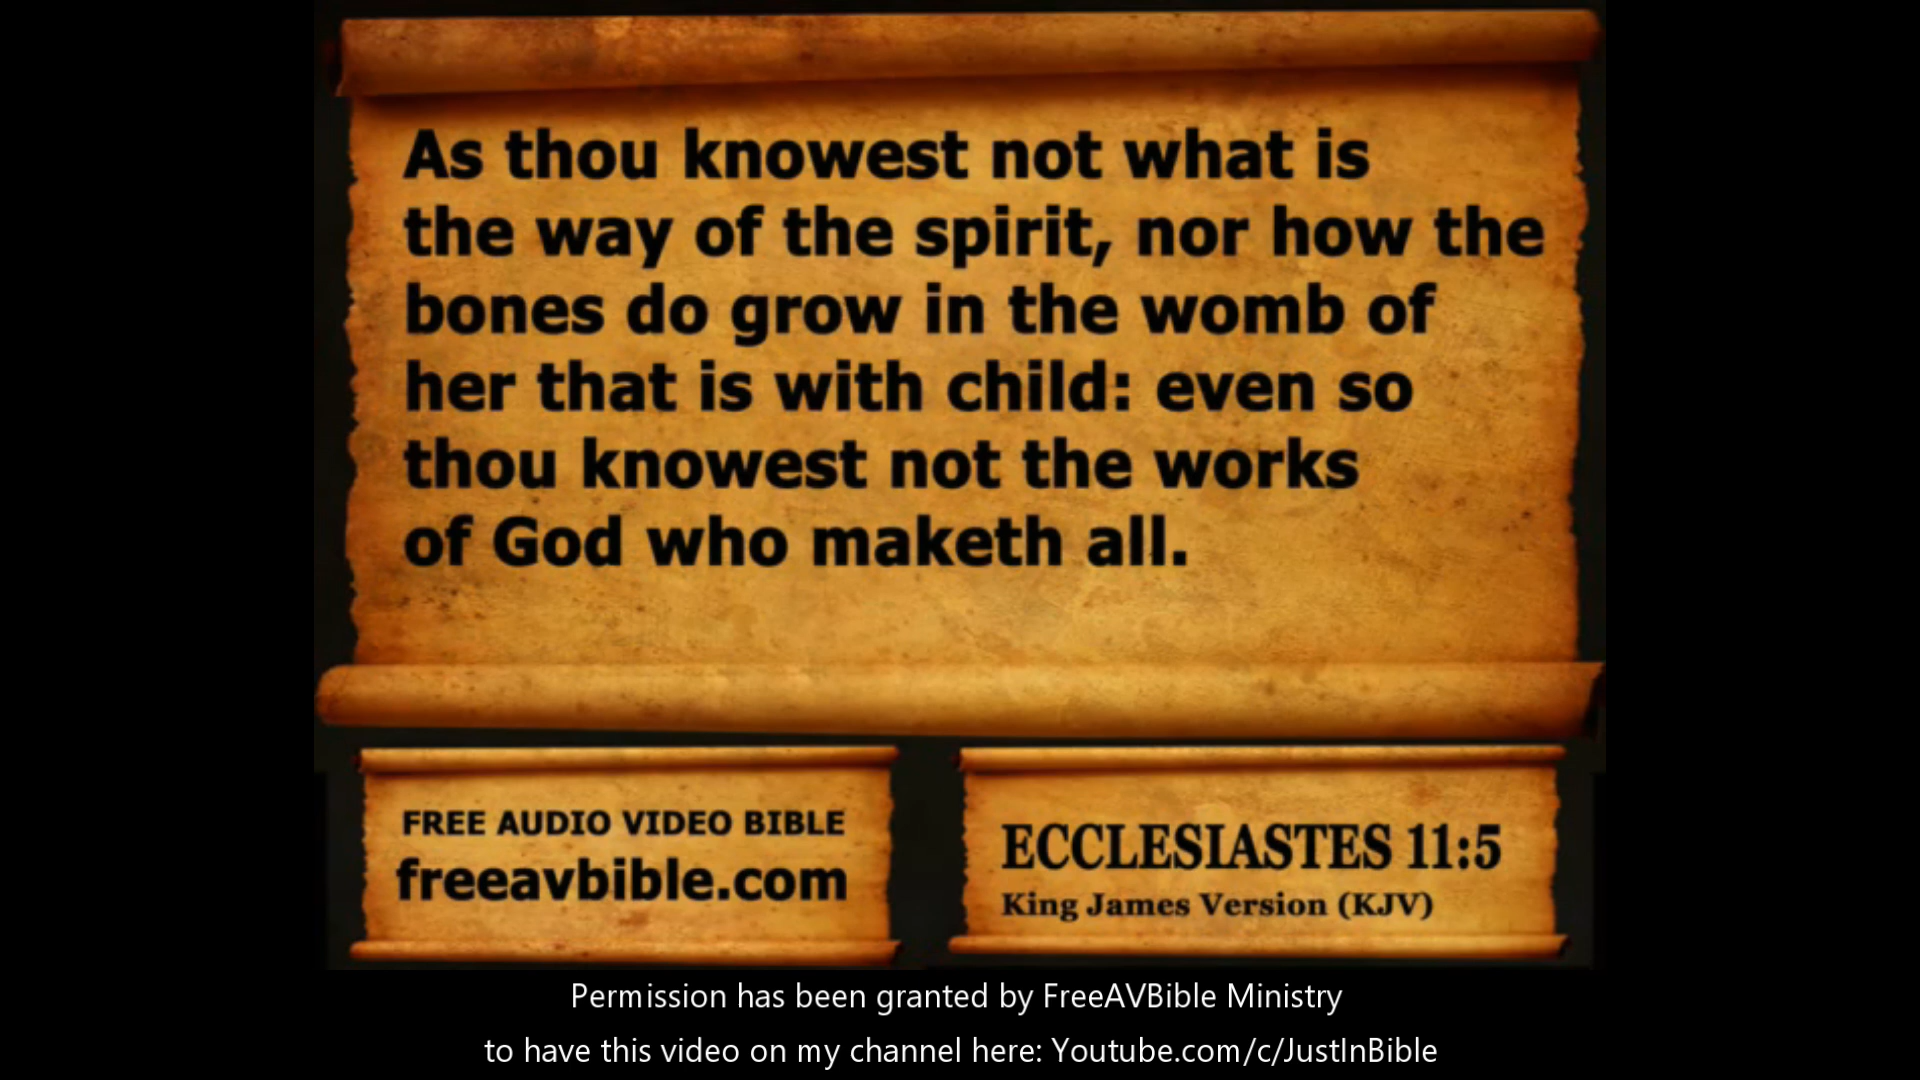 As thou knowest not what is
the way of the spirit, nor how the
bones do grow in the womb of
her that is with child: even so
thou knowest not the works
of God who maketh all.
FREE AUDIO VIDEO BIBLE
freeavbible.com
ECCLESIASTES 11:5
King James Version (KJV)
Permission has been granted by FreeAVBible Ministry
to have this video on my channel here: Youtube.com/c/JustInBible